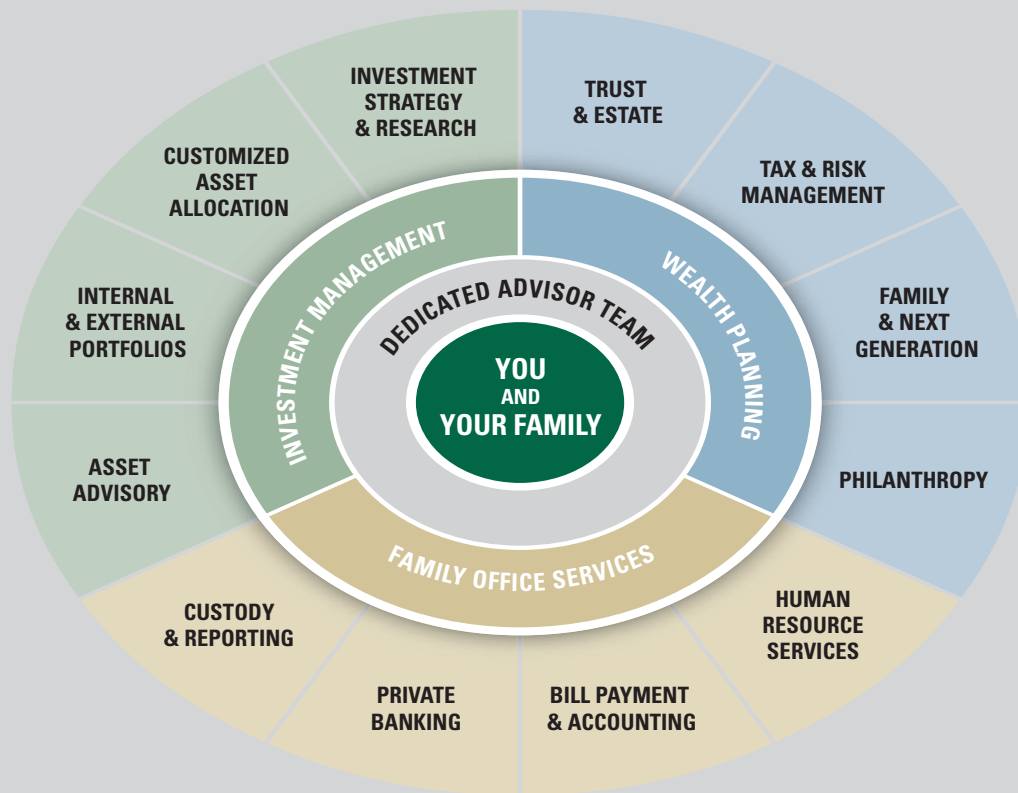 INVESTMENT
STRATEGY
& RESEARCH
TRUST
& ESTATE
CUSTOMIZED
ASSET
ALLOCATION
TAX & RISK
MANAGEMENT
INTERNAL
& EXTERNAL
PORTFOLIOS
FAMILY
& NEXT
GENERATION
ASSET
ADVISORY
PHILANTHROPY
CUSTODY
& REPORTING
PRIVATE
BANKING
BILL PAYMENT
& ACCOUNTING
HUMAN
RESOURCE
SERVICES
INVESTMENT MANAGEMENT
WEALTH PLANNING
FAMILY OFFICE SERVICES
DEDICATED ADVISOR TEAM
YOU
AND
YOUR FAMILY